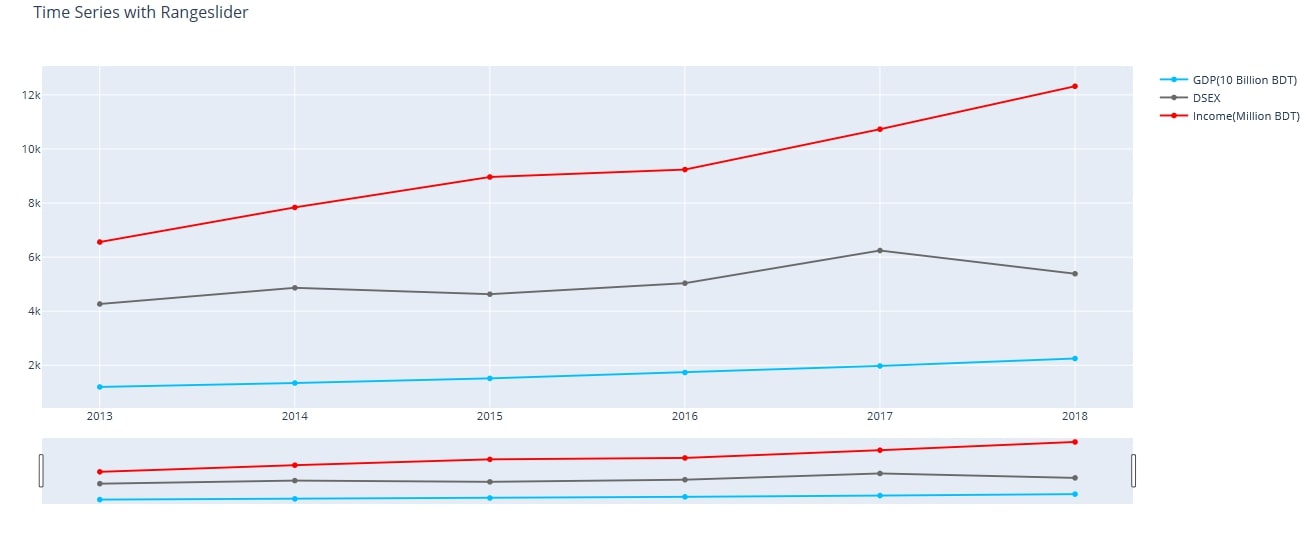 Time Series with Rangeslider
GDP(10 Billion BDT)
DSEX
Income(Million BDT)
12k
10k
8k
6k
4k
2k
2013 2014 2015 2016 2017 2018